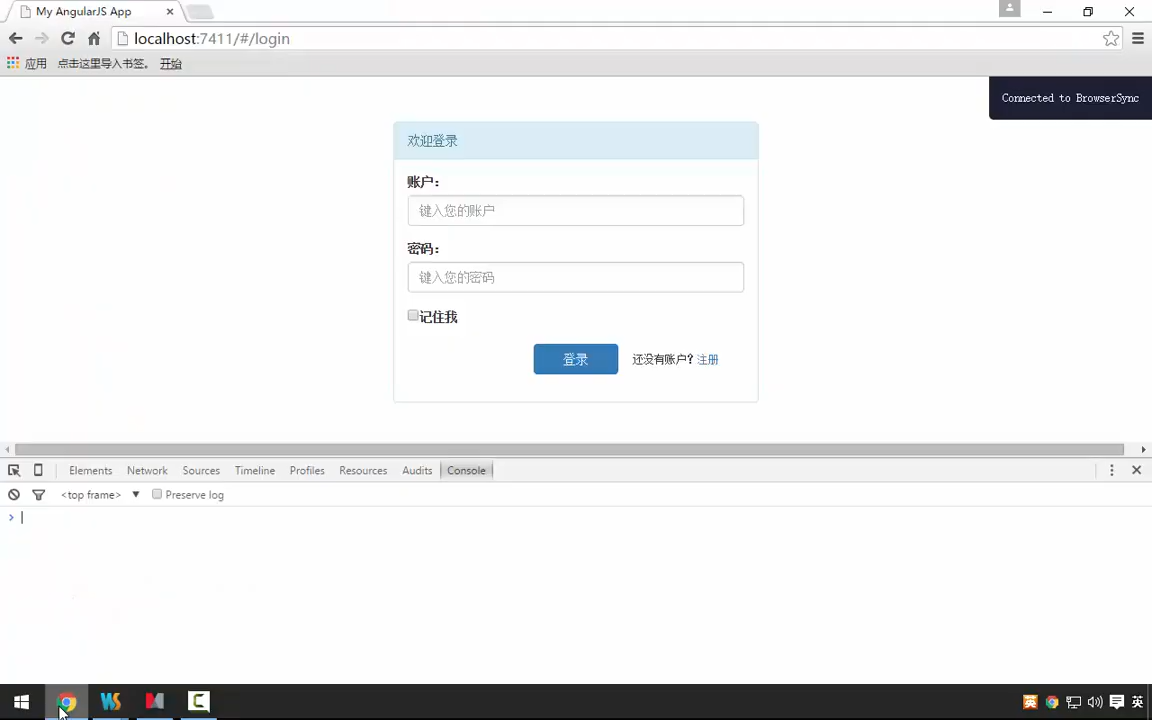 My AngularJS App
localhost:7411/#/login
应用 点击这里导入书签。 开始
Connected to BrowserSync
欢迎登录
账户：
键入您的账户
密码：
键入您的密码
记住我
登录 还没有账户? 注册
Elements Network Sources Timeline Profiles Resources Audits Console
<top frame> Preserve log
英 英